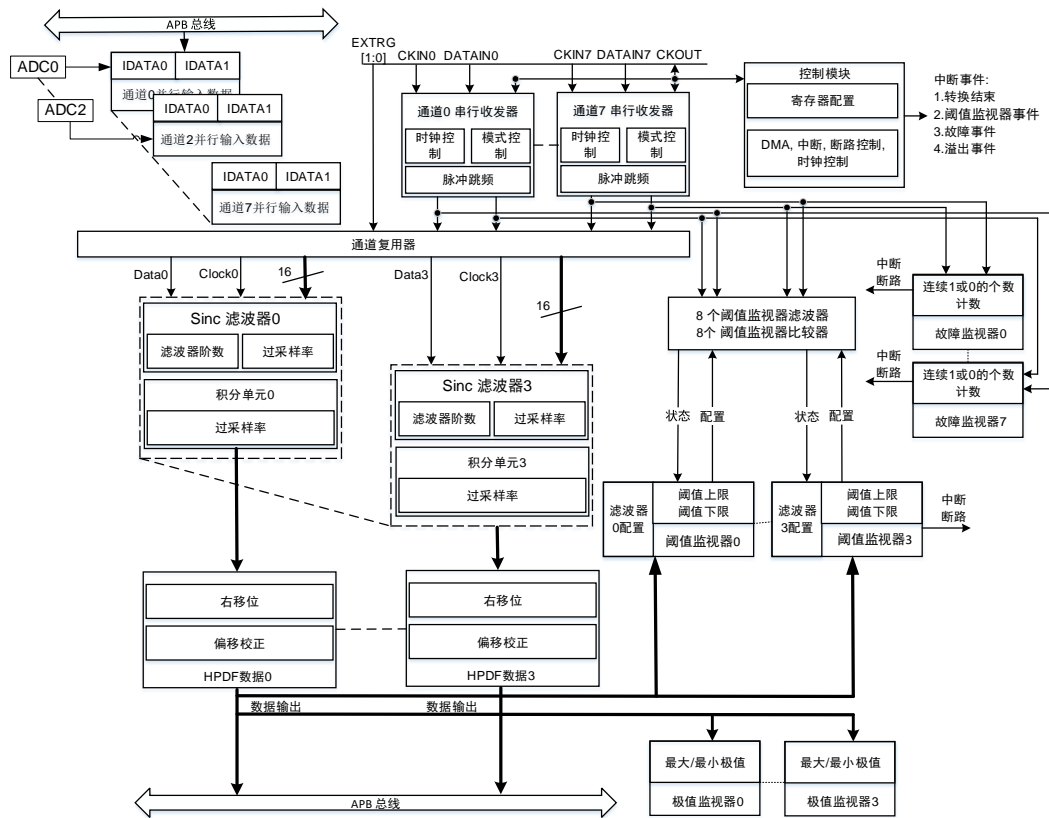 APB 总线
EXTRG
[1:0]
CKIN0
DATAIN0
CKIN7
DATAIN7
CKOUT
ADC0
IDATA0
IDATA1
通道0并行输入数据
ADC2
IDATA0
IDATA1
通道2并行输入数据
IDATA0
IDATA1
通道7并行输入数据
通道0 串行收发器
时钟控制
模式控制
脉冲跳频
通道7 串行收发器
时钟控制
模式控制
脉冲跳频
控制模块
寄存器配置
DMA, 中断, 断路控制,
时钟控制
中断事件:
1.转换结束
2.阈值监视器事件
3.故障事件
4.溢出事件
通道复用器
Data0
Clock0
16
Data3
Clock3
16
Sinc 滤波器0
滤波器阶数
过采样率
积分单元0
过采样率
Sinc 滤波器3
滤波器阶数
过采样率
积分单元3
过采样率
8 个阈值监视器滤波器
8个 阈值监视器比较器
中断
断路
连续1或0的个数
计数
故障监视器0
中断
断路
连续1或0的个数
计数
故障监视器7
状态
配置
状态
配置
滤波器
0配置
阈值上限
阈值下限
阈值监视器0
滤波器
3配置
阈值上限
阈值下限
阈值监视器3
中断
断路
右移位
偏移校正
HPDF数据0
右移位
偏移校正
HPDF数据3
数据输出
数据输出
最大/最小极值
极值监视器0
最大/最小极值
极值监视器3
APB 总线